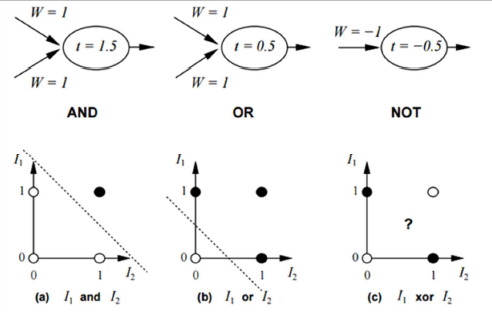 W = 1
W = 1
t = 1.5
t = 0.5
W = −1
t = −0.5
W = 1
W = 1
AND
OR
NOT
I₁
I₁
I₁
1
1
1
?
0
0
0
0
1
I₂
0
1
I₂
0
1
I₂
(a) I₁ and I₂
(b) I₁ or I₂
(c) I₁ xor I₂